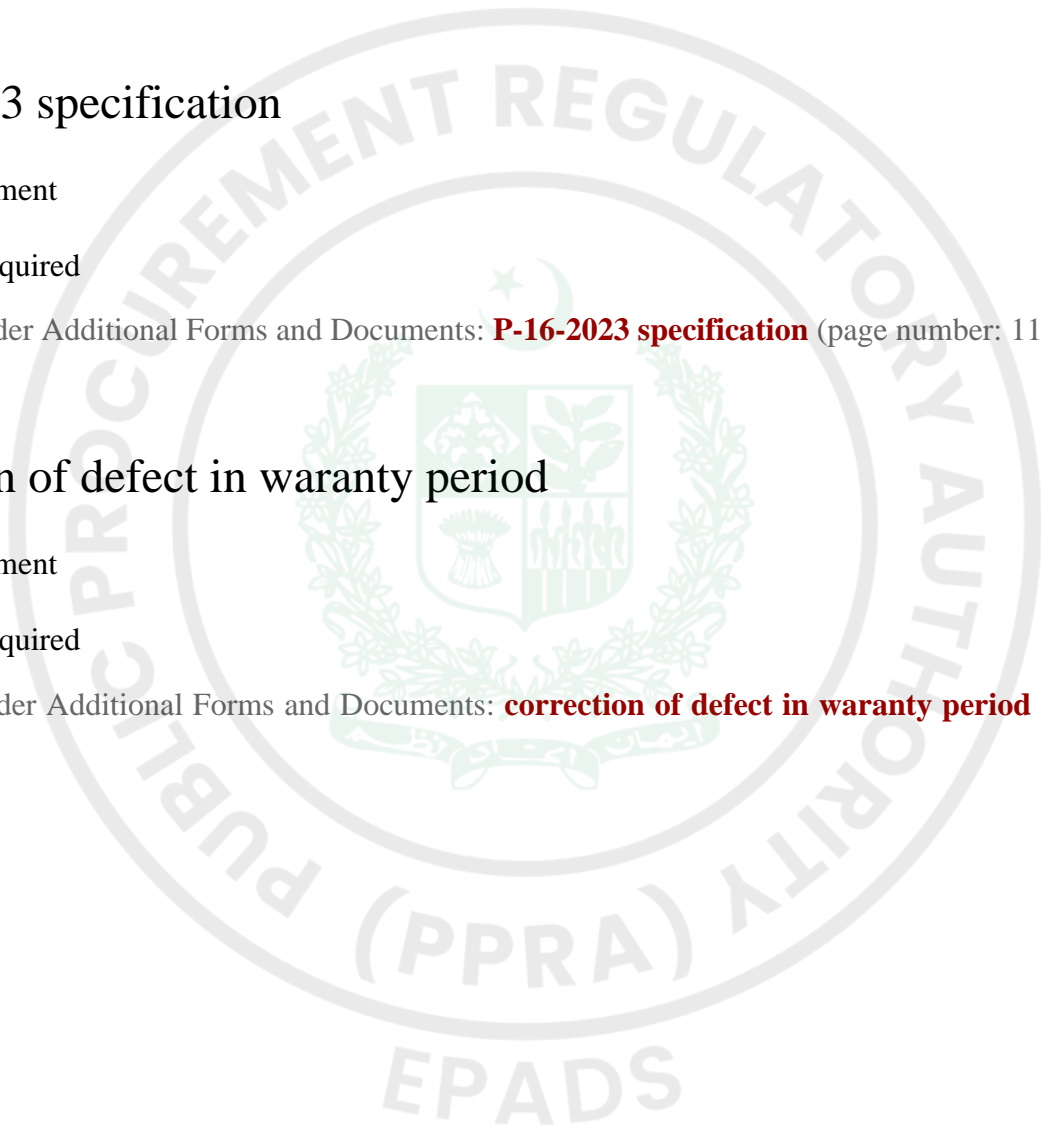 3 specification
ment
quired
der Additional Forms and Documents: P-16-2023 specification (page number: 11
n of defect in waranty period
ment
quired
der Additional Forms and Documents: correction of defect in waranty period
PUBLIC PROCUREMENT REGULATORY AUTHORITY
(PPRA)
EPADS